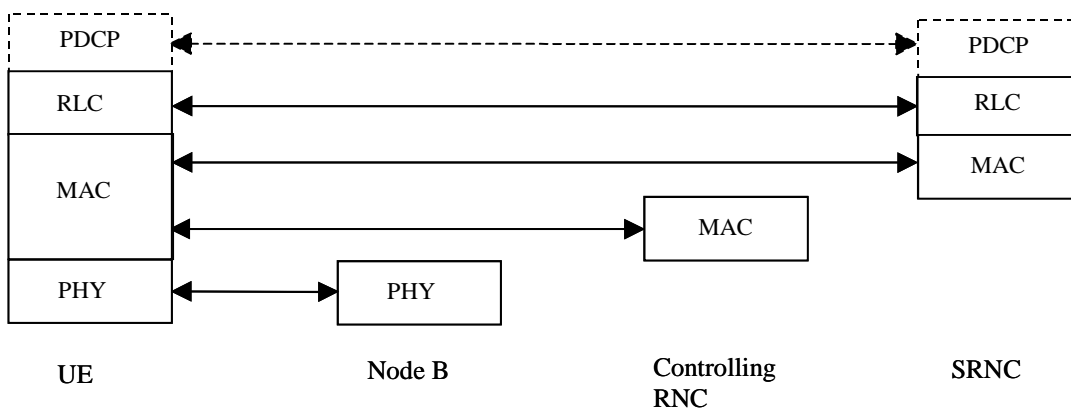 PDCP
PDCP
RLC
RLC
MAC
MAC
MAC
PHY
PHY
UE
Node B
Controlling
RNC
SRNC